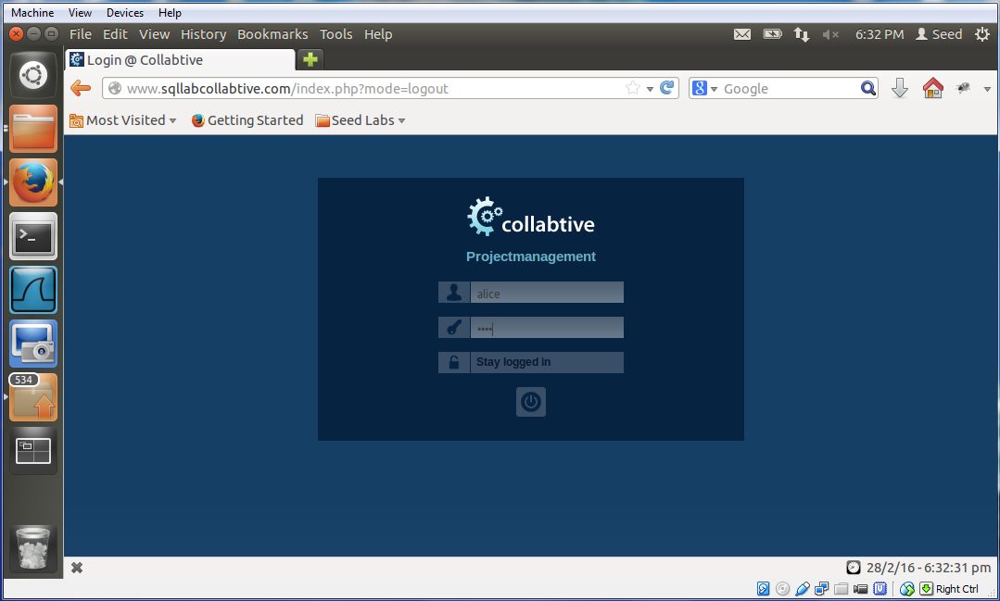 Machine View Devices Help
File Edit View History Bookmarks Tools Help 6:32 PM Seed
Login @ Collabtive
www.sqllabcollabtive.com/index.php?mode=logout 8 Google
Most Visited Getting Started Seed Labs
collabtive
Projectmanagement
alice
••••
Stay logged in
534
28/2/16 - 6:32:31 pm
Right Ctrl